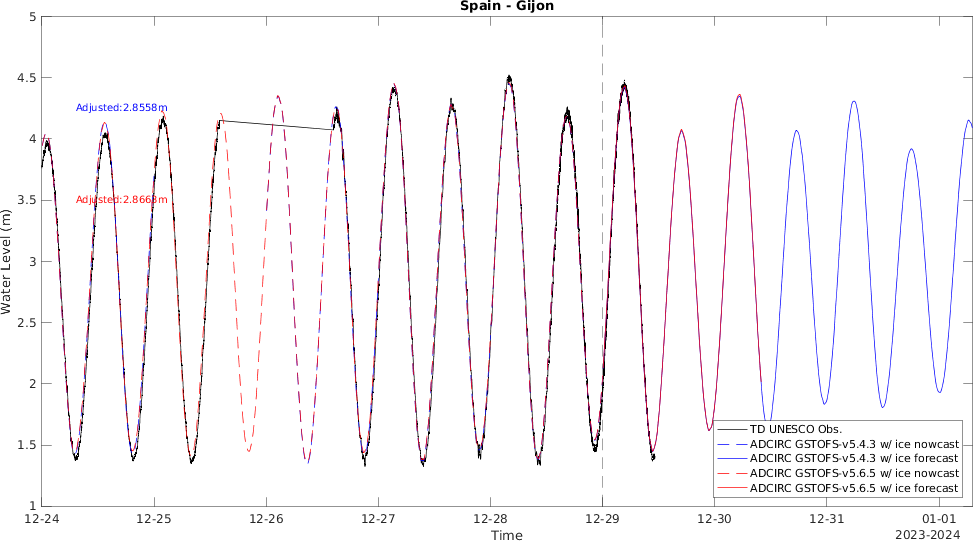 Spain - Gijon
5
4.5
4
3.5
3
2.5
2
1.5
1
Water Level (m)
Adjusted:2.8558m
Adjusted:2.8663m
TD UNESCO Obs.
ADCIRC GSTOFS-v5.4.3 w/ ice nowcast
ADCIRC GSTOFS-v5.4.3 w/ ice forecast
ADCIRC GSTOFS-v5.6.5 w/ ice nowcast
ADCIRC GSTOFS-v5.6.5 w/ ice forecast
12-24 12-25 12-26 12-27 12-28 12-29 12-30 12-31 01-01
Time
2023-2024